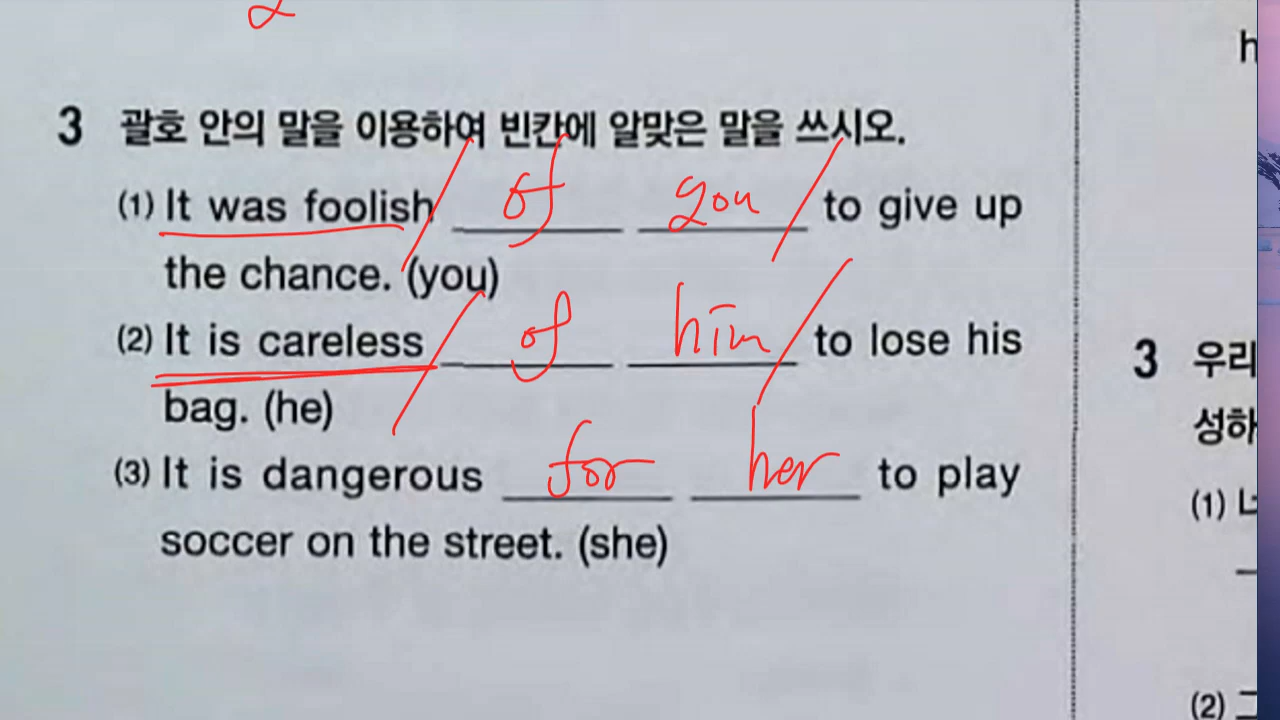 2
3 괄호 안의 말을 이용하여 빈칸에 알맞은 말을 쓰시오.
(1) It was foolish of you to give up
the chance. (you)
(2) It is careless of him to lose his
bag. (he)
(3) It is dangerous for her to play
soccer on the street. (she)
h
3 우리
성하
(1) 너
(2) 그